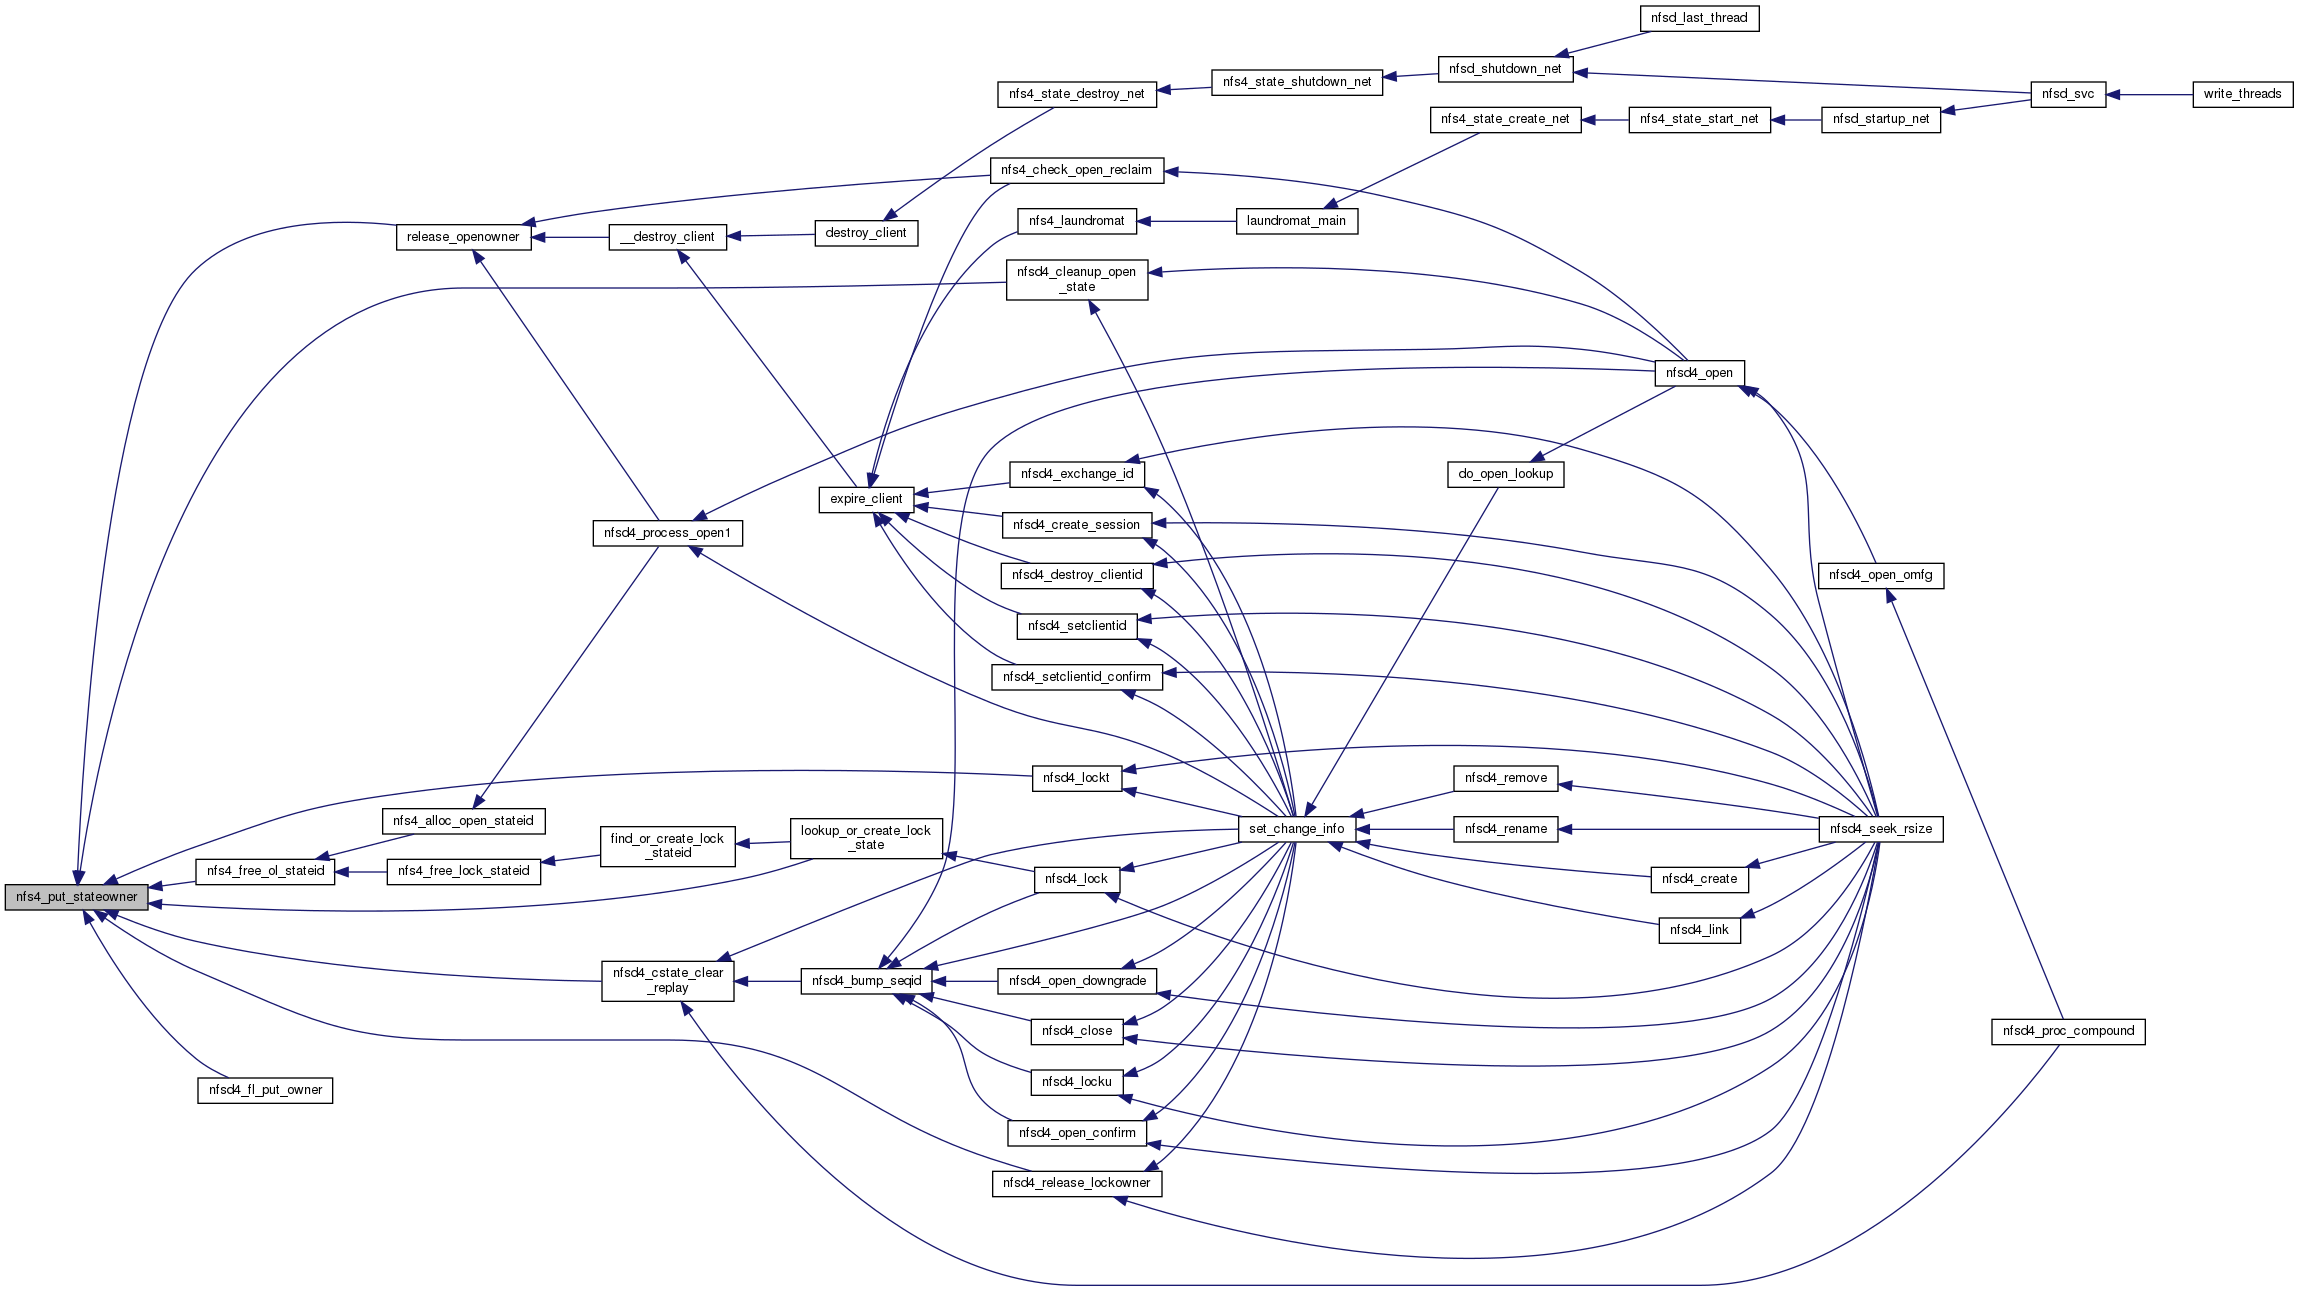 nfsd_last_thread
nfsd_shutdown_net
nfs4_state_shutdown_net
nfs4_state_destroy_net
nfsd_svc
write_threads
nfs4_state_create_net
nfs4_state_start_net
nfsd_startup_net
nfs4_check_open_reclaim
nfs4_laundromat
laundromat_main
release_openowner
__destroy_client
destroy_client
nfsd4_cleanup_open
_state
nfsd4_open
nfsd4_exchange_id
do_open_lookup
expire_client
nfsd4_create_session
nfsd4_process_open1
nfsd4_destroy_clientid
nfsd4_open_omfg
nfsd4_setclientid
nfsd4_setclientid_confirm
nfsd4_lockt
nfsd4_remove
nfs4_alloc_open_stateid
find_or_create_lock
_stateid
lookup_or_create_lock
_state
set_change_info
nfsd4_rename
nfsd4_seek_rsize
nfs4_free_ol_stateid
nfs4_free_lock_stateid
nfsd4_lock
nfsd4_create
nfs4_put_stateowner
nfsd4_link
nfsd4_cstate_clear
_replay
nfsd4_bump_seqid
nfsd4_open_downgrade
nfsd4_close
nfsd4_proc_compound
nfsd4_fl_put_owner
nfsd4_locku
nfsd4_open_confirm
nfsd4_release_lockowner